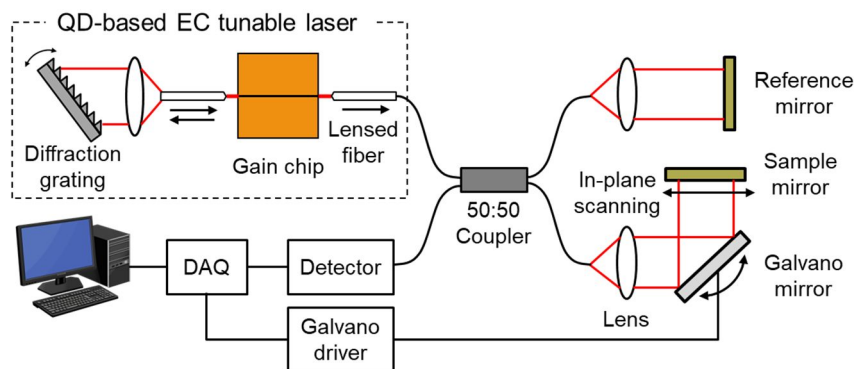 QD-based EC tunable laser
Diffraction
grating
Gain chip
Lensed
fiber
50:50
Coupler
Reference
mirror
In-plane
scanning
Sample
mirror
Galvano
mirror
Lens
DAQ
Detector
Galvano
driver